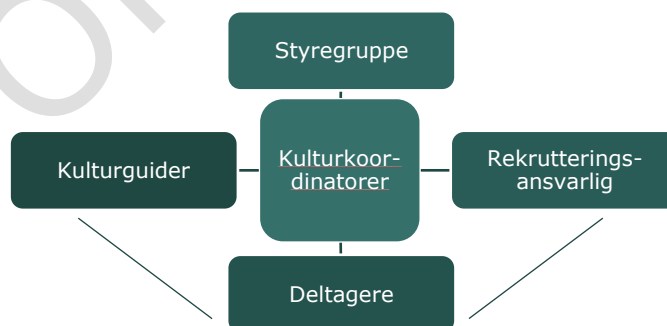 Styregruppe
Kulturguider
Kulturkoor-
dinatorer
Rekrutterings-
ansvarlig
Deltagere